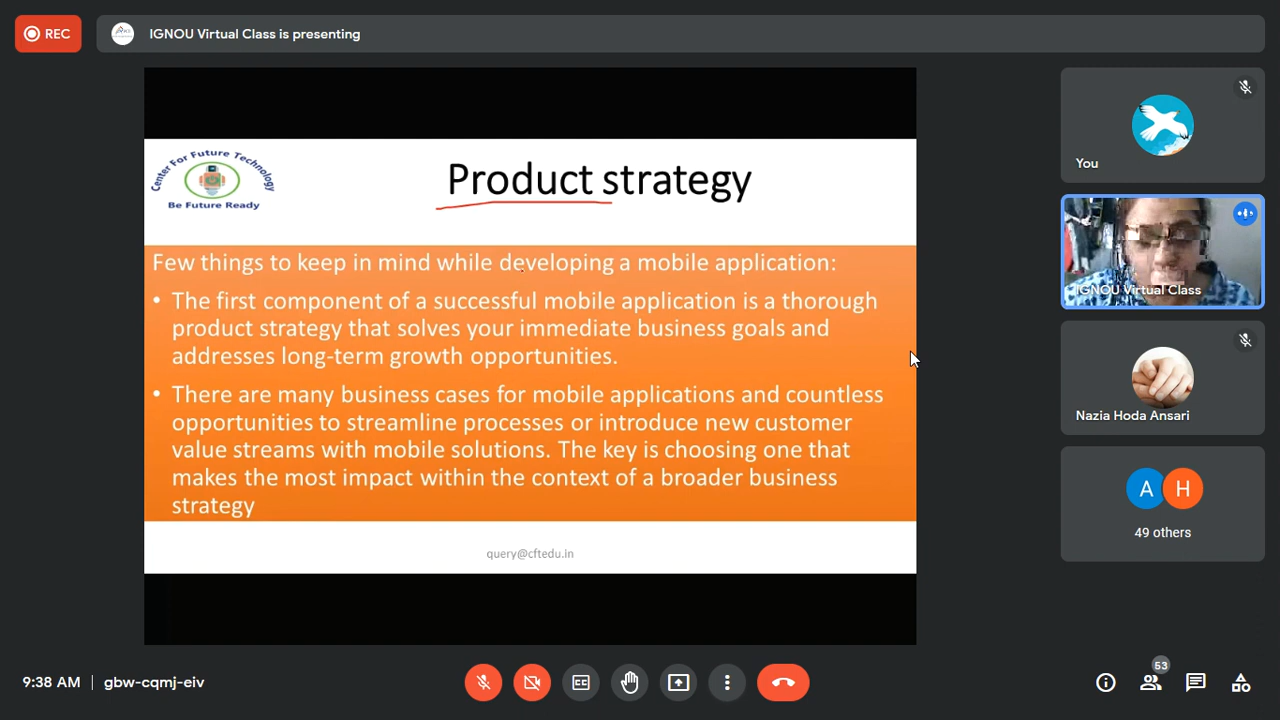 REC
IGNOU Virtual Class is presenting
Center For Future Technology
Be Future Ready
Product strategy
Few things to keep in mind while developing a mobile application:
• The first component of a successful mobile application is a thorough
product strategy that solves your immediate business goals and
addresses long-term growth opportunities.
• There are many business cases for mobile applications and countless
opportunities to streamline processes or introduce new customer
value streams with mobile solutions. The key is choosing one that
makes the most impact within the context of a broader business
strategy
query@cftedu.in
You
IGNOU Virtual Class
Nazia Hoda Ansari
A H
49 others
9:38 AM | gbw-cqmj-eiv
CC
53